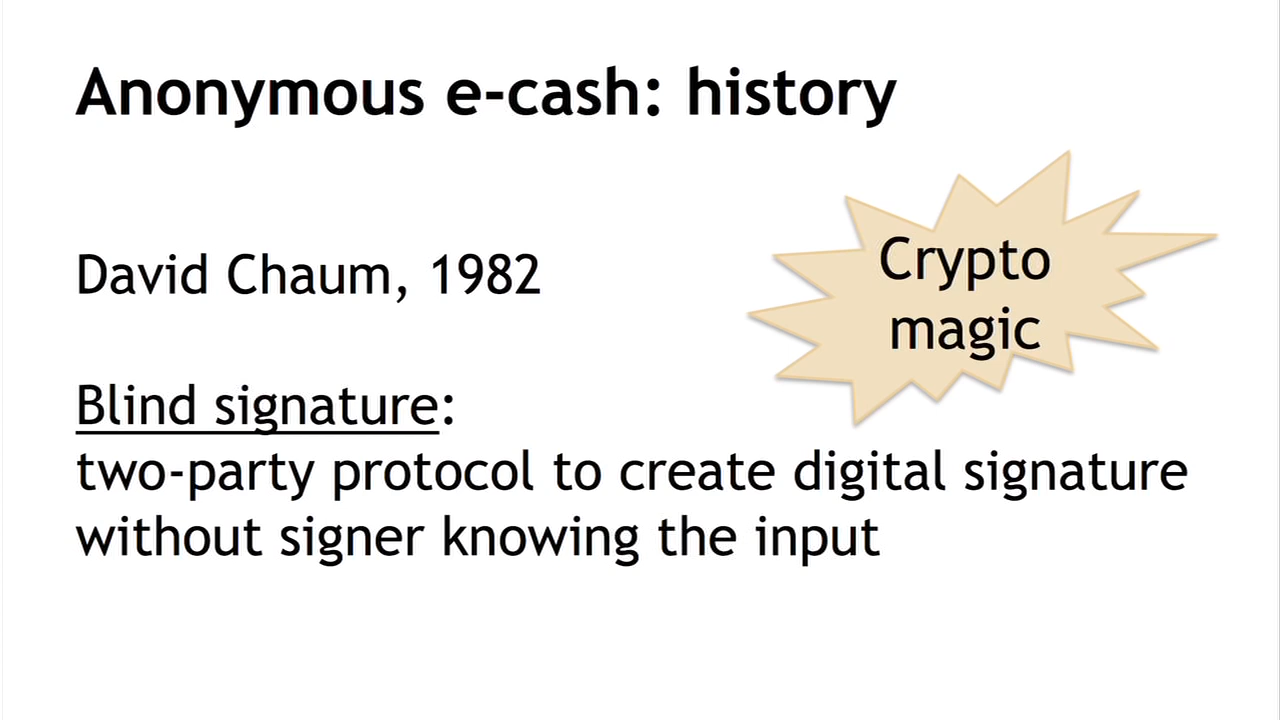 Anonymous e-cash: history
David Chaum, 1982
Crypto
magic
Blind signature:
two-party protocol to create digital signature
without signer knowing the input